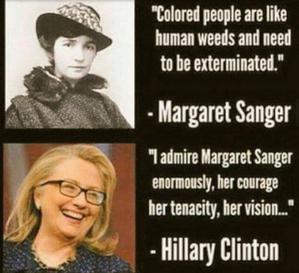 "Colored people are like
human weeds and need
to be exterminated."
- Margaret Sanger
"I admire Margaret Sanger
enormously, her courage
her tenacity, her vision..."
- Hillary Clinton